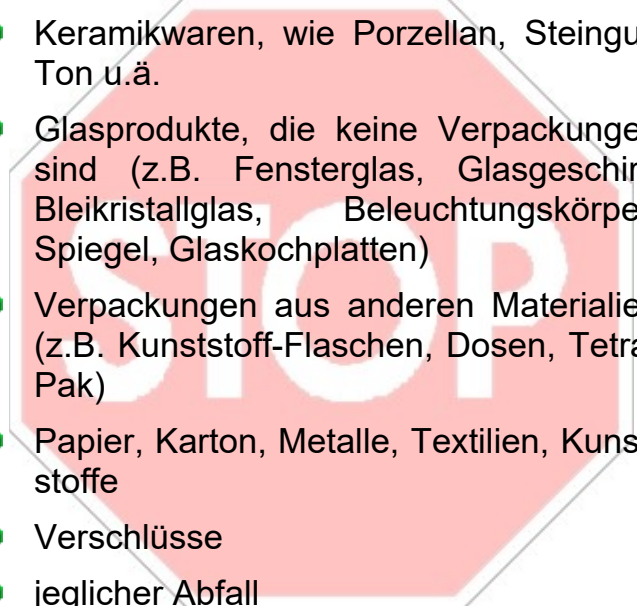 Keramikwaren, wie Porzellan, Steingu
Ton u.ä.
Glasprodukte, die keine Verpackunge
sind (z.B. Fensterglas, Glasgeschir
Bleikristallglas, Beleuchtungskörpe
Spiegel, Glaskochplatten)
Verpackungen aus anderen Materialie
(z.B. Kunststoff-Flaschen, Dosen, Tetra
Pak)
Papier, Karton, Metalle, Textilien, Kuns
stoffe
Verschlüsse
jeglicher Abfall
STOP